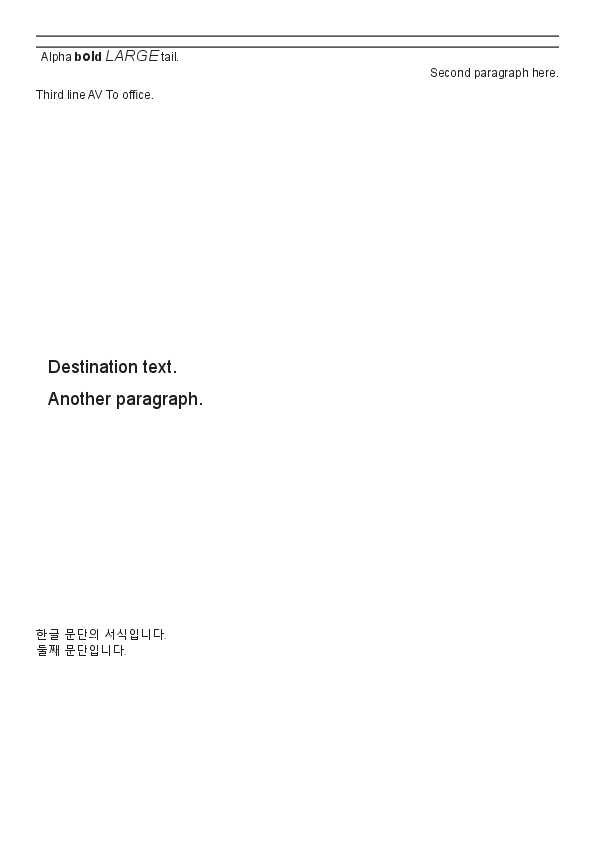 Alpha bold LARGE tail.
Second paragraph here.
Third line AV To office.
Destination text.
Another paragraph.
한글 문단의 서식입니다.
둘째 문단입니다.